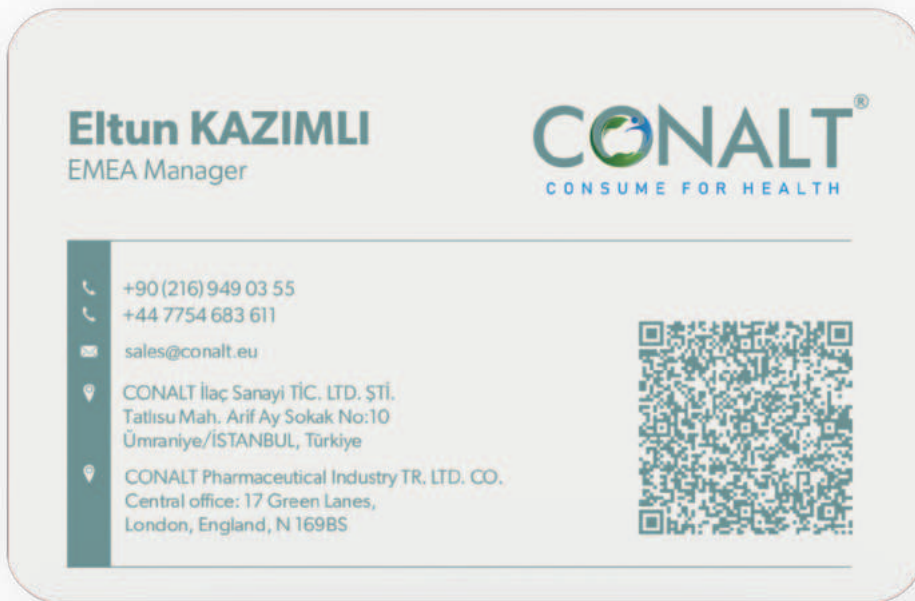 Eltun KAZIMLI
EMEA Manager
CONALT®
CONSUME FOR HEALTH
+90 (216) 949 03 55
+44 7754 683 611
sales@conalt.eu
CONALT İlaç Sanayi TİC. LTD. ŞTİ.
Tatlısu Mah. Arif Ay Sokak No:10
Ümraniye/İSTANBUL, Türkiye
CONALT Pharmaceutical Industry TR. LTD. CO.
Central office: 17 Green Lanes,
London, England, N 169BS